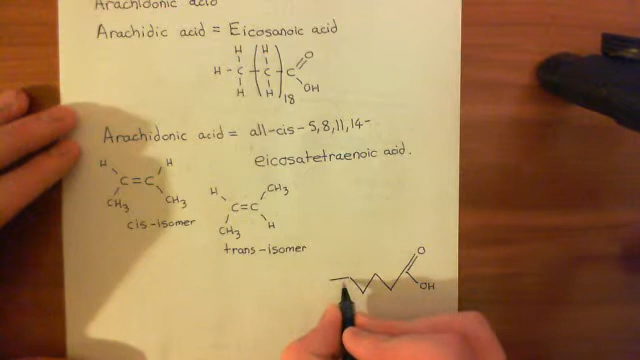 Arachidonic acid
Arachidic acid = Eicosanoic acid
H H
H - C - ( C ) - C O
H H 18 OH
Arachidonic acid = all-cis-5,8,11,14-
eicosatetraenoic acid.
H H
C=C
CH3 CH3
cis-isomer
H CH3
C=C
CH3 H
trans-isomer
O
OH